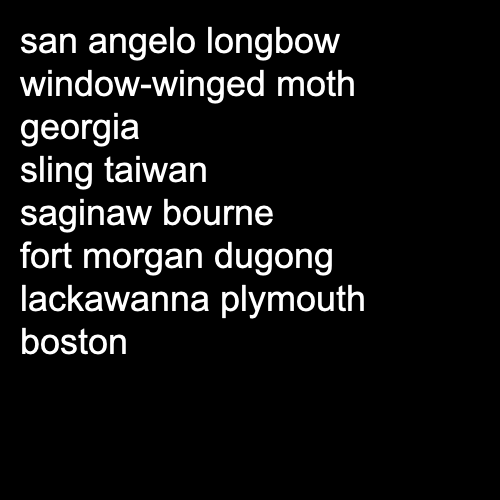 san angelo longbow
window-winged moth
georgia
sling taiwan
saginaw bourne
fort morgan dugong
lackawanna plymouth
boston